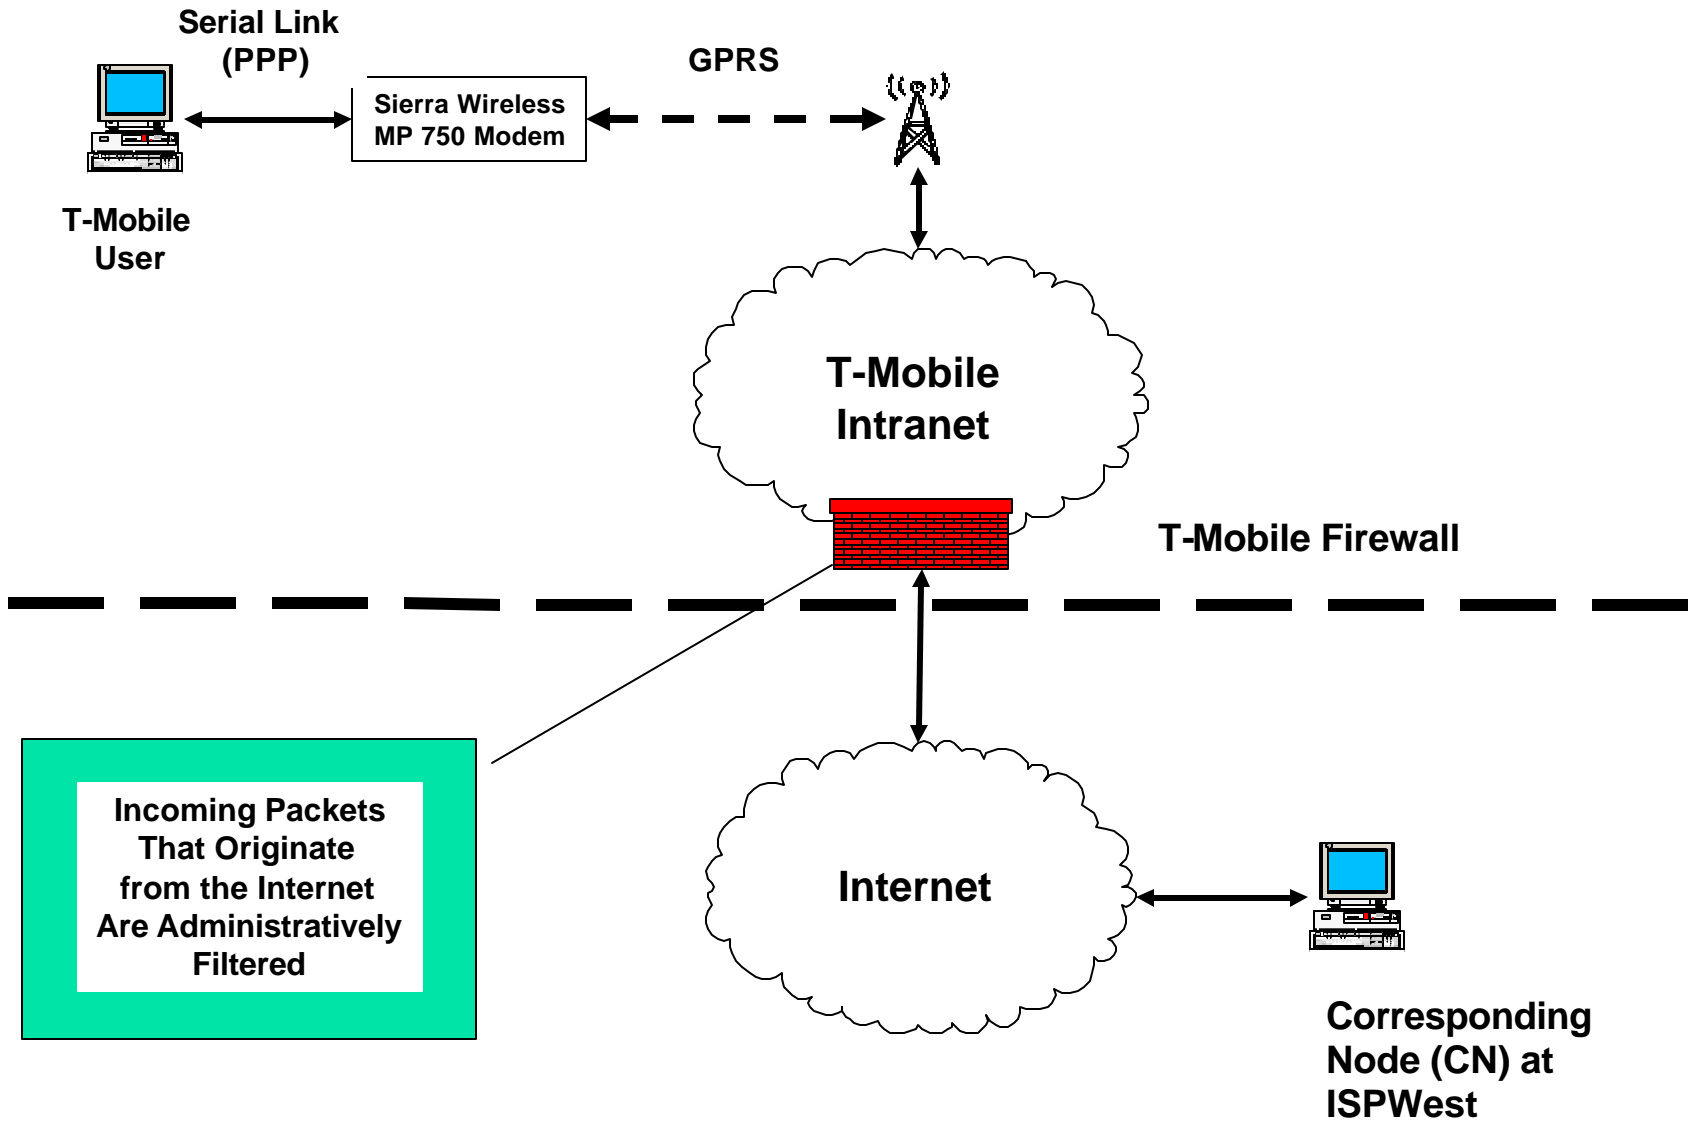 Serial Link
(PPP)
GPRS
Sierra Wireless
MP 750 Modem
T-Mobile
User
T-Mobile
Intranet
T-Mobile Firewall
Incoming Packets
That Originate
from the Internet
Are Administratively
Filtered
Internet
Corresponding
Node (CN) at
ISPWest